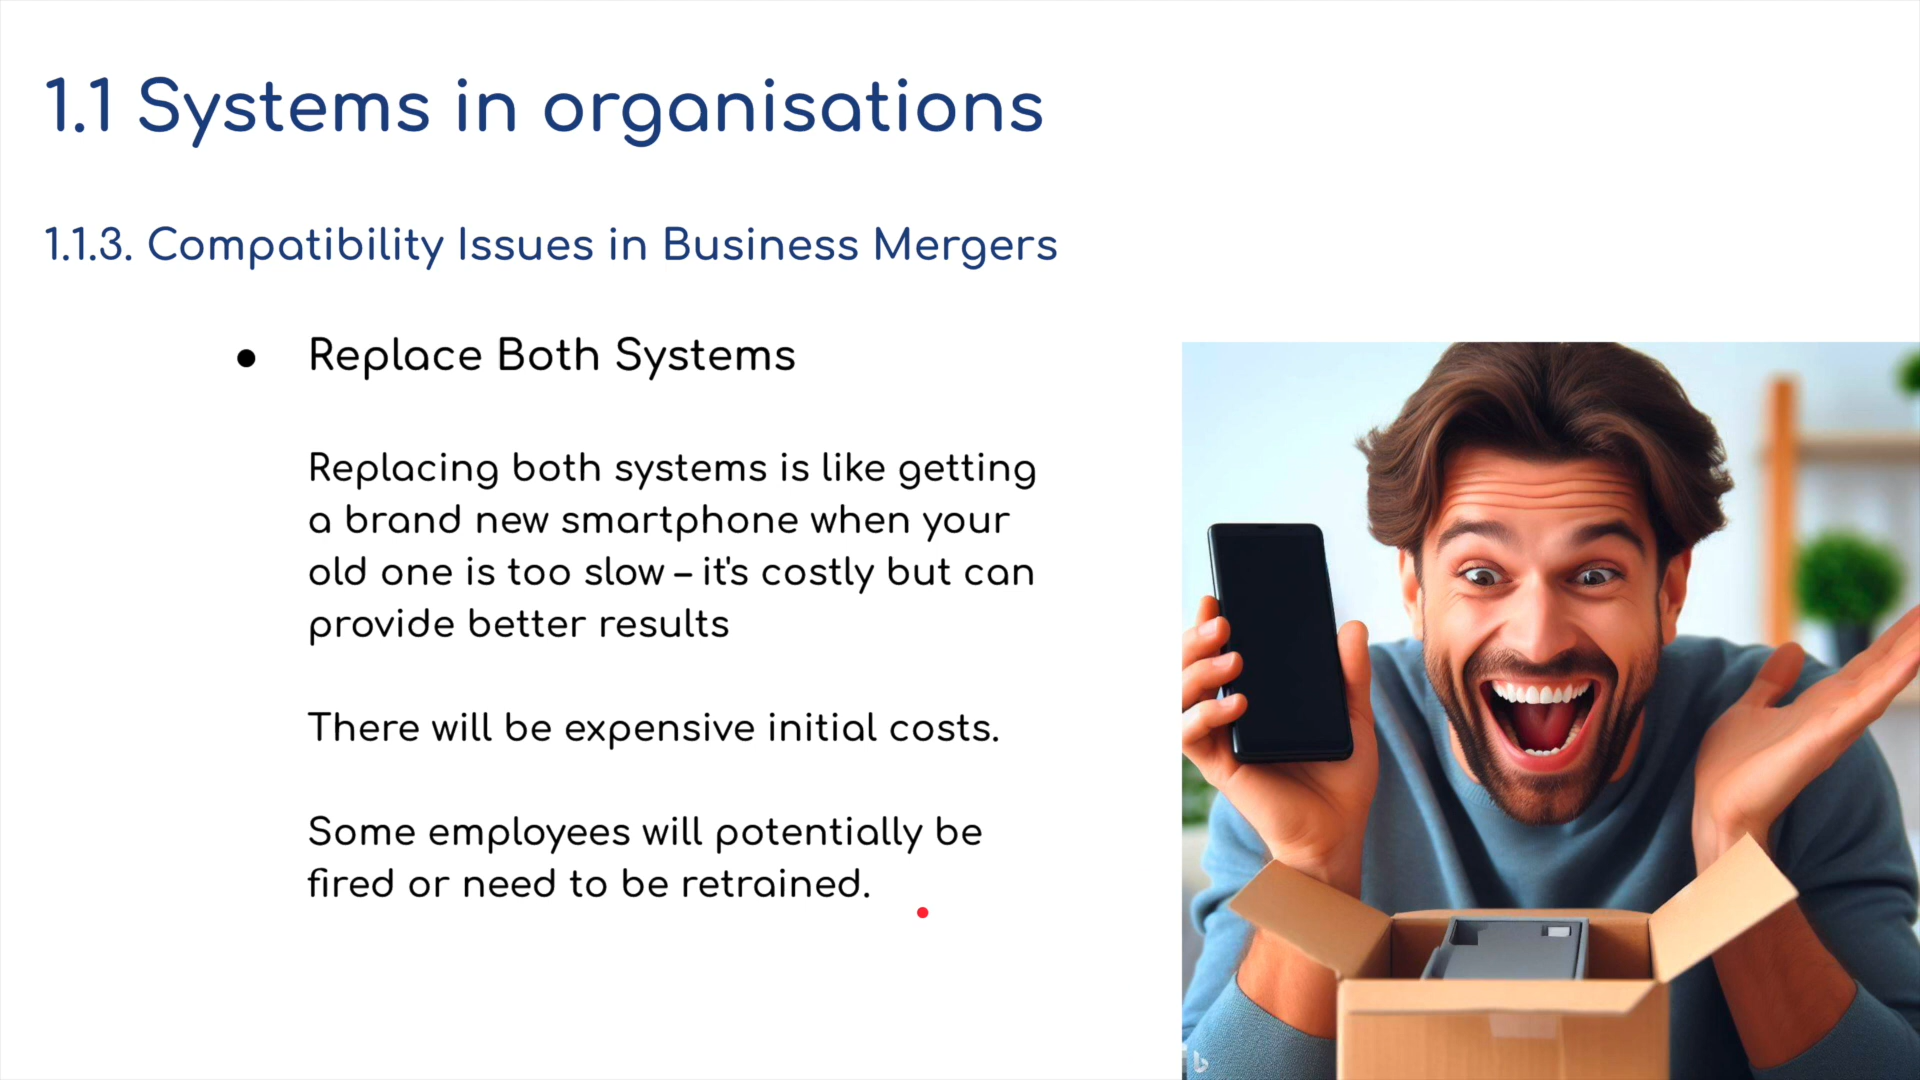 1.1 Systems in organisations
1.1.3. Compatibility Issues in Business Mergers
● Replace Both Systems
Replacing both systems is like getting
a brand new smartphone when your
old one is too slow – it's costly but can
provide better results
There will be expensive initial costs.
Some employees will potentially be
fired or need to be retrained.